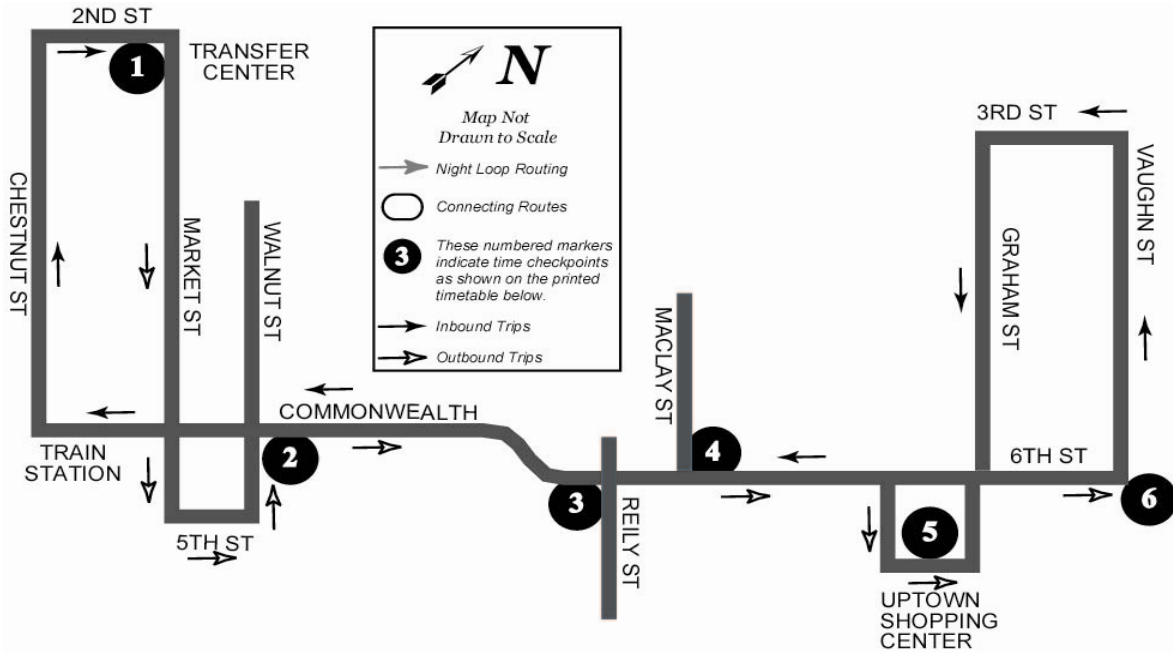 2ND ST
1
TRANSFER
CENTER
CHESTNUT ST
MARKET ST
WALNUT ST
TRAIN
STATION
5TH ST
2
COMMONWEALTH
N
Map Not
Drawn to Scale
Night Loop Routing
Connecting Routes
3
These numbered markers
indicate time checkpoints
as shown on the printed
timetable below.
Inbound Trips
Outbound Trips
3
REILY ST
MACLAY ST
4
3RD ST
VAUGHN ST
GRAHAM ST
6TH ST
6
5
UPTOWN
SHOPPING
CENTER